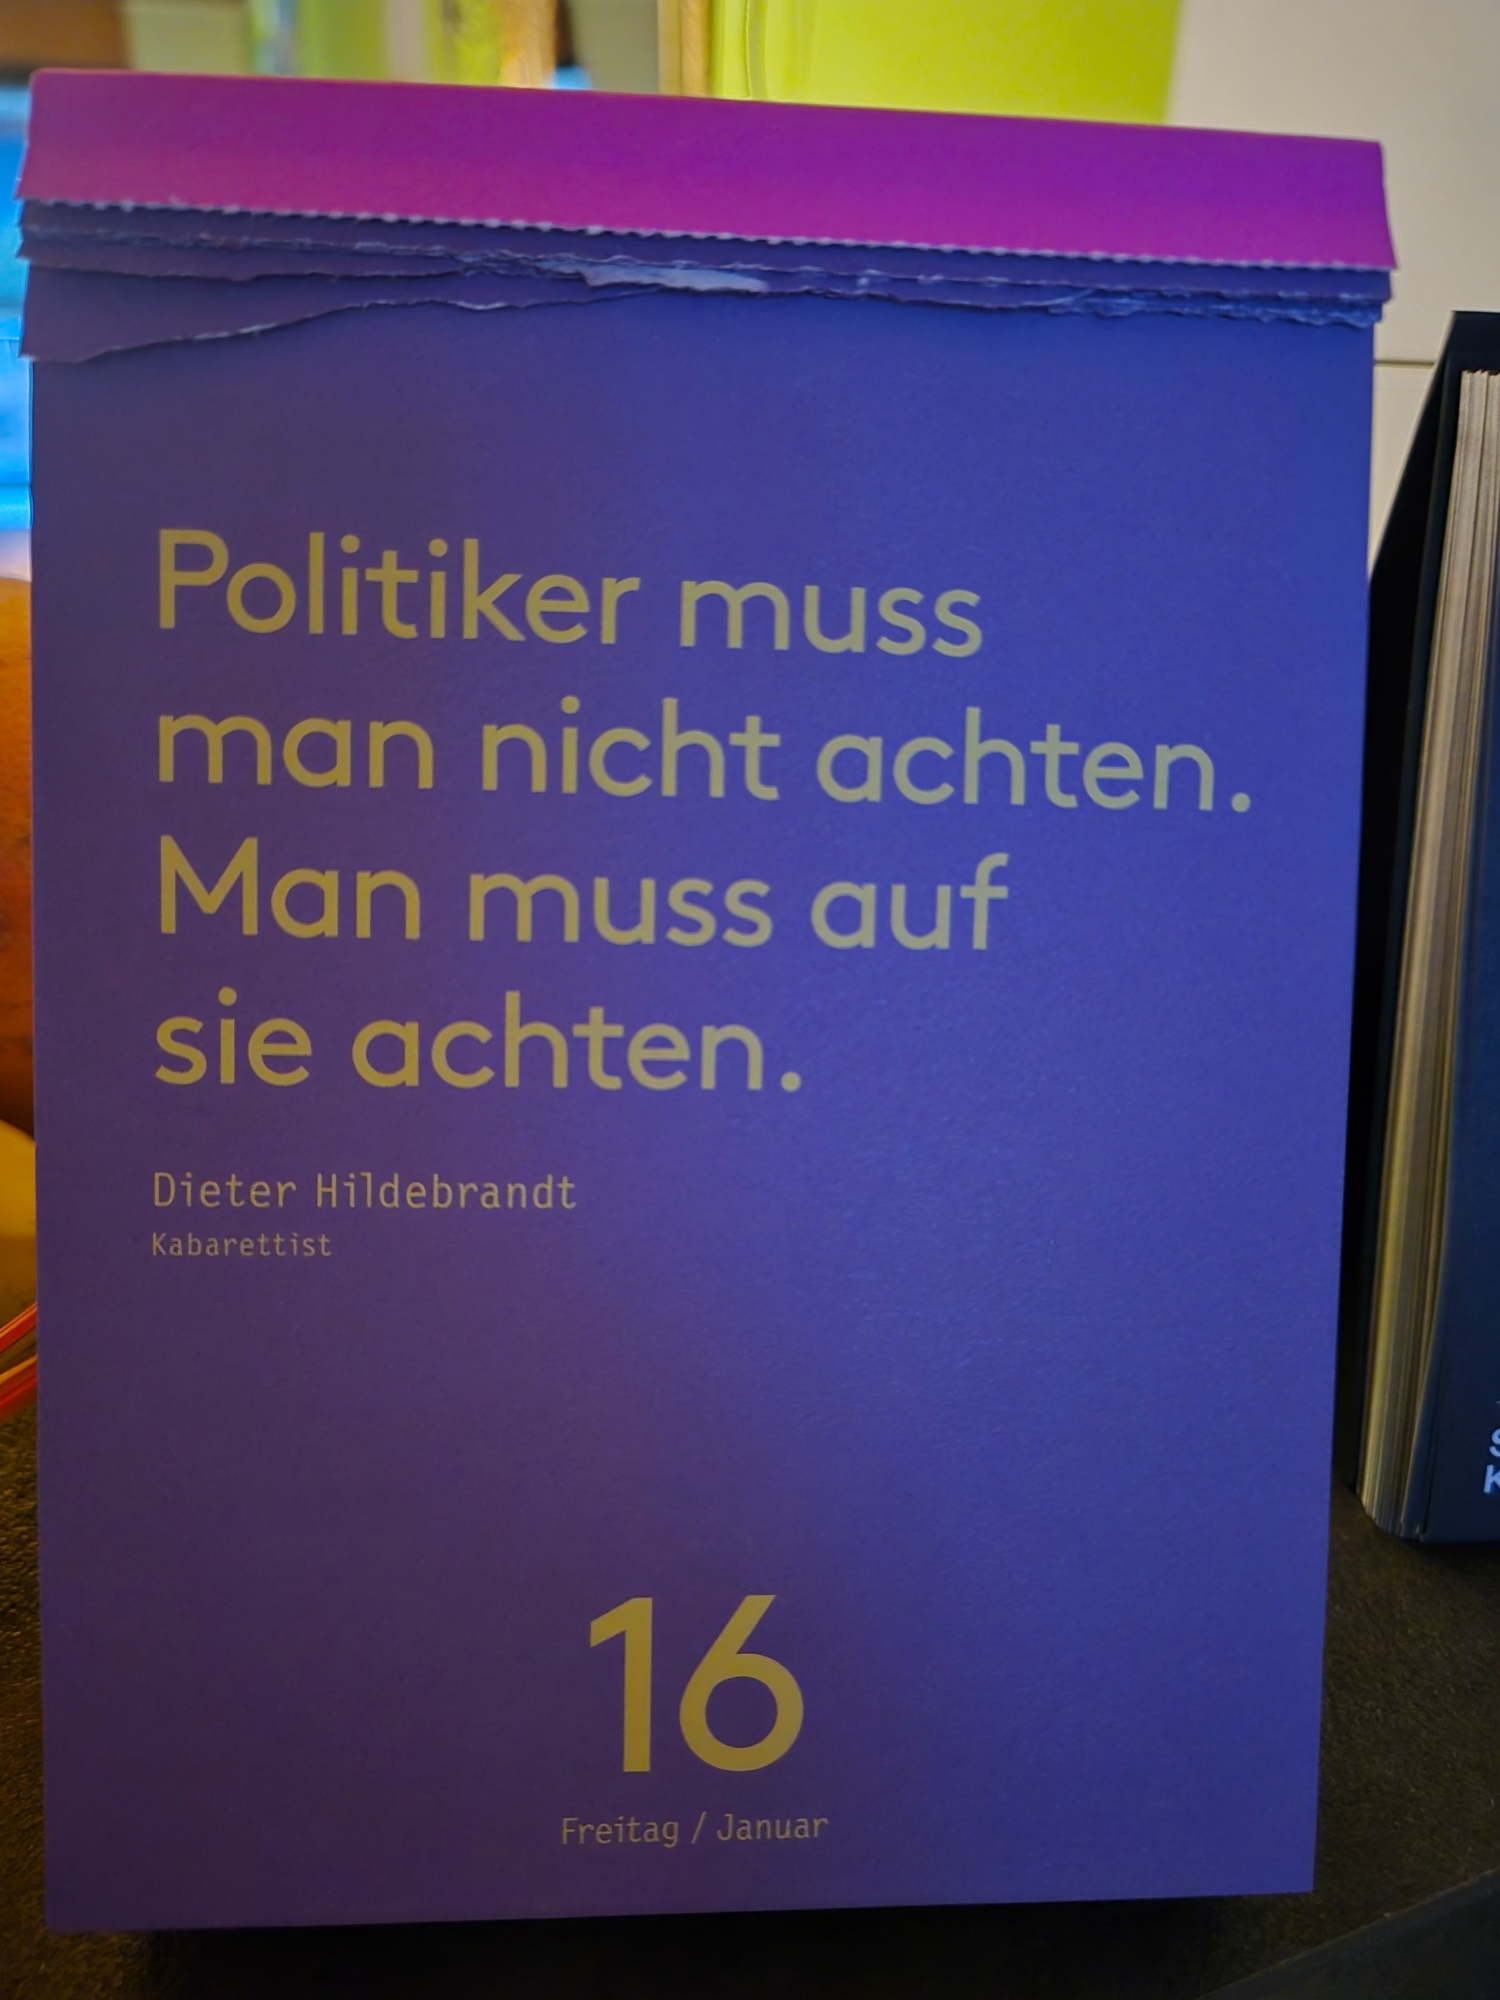 Politiker muss
man nicht achten.
Man muss auf
sie achten.
Dieter Hildebrandt
Kabarettist
16
Freitag / Januar